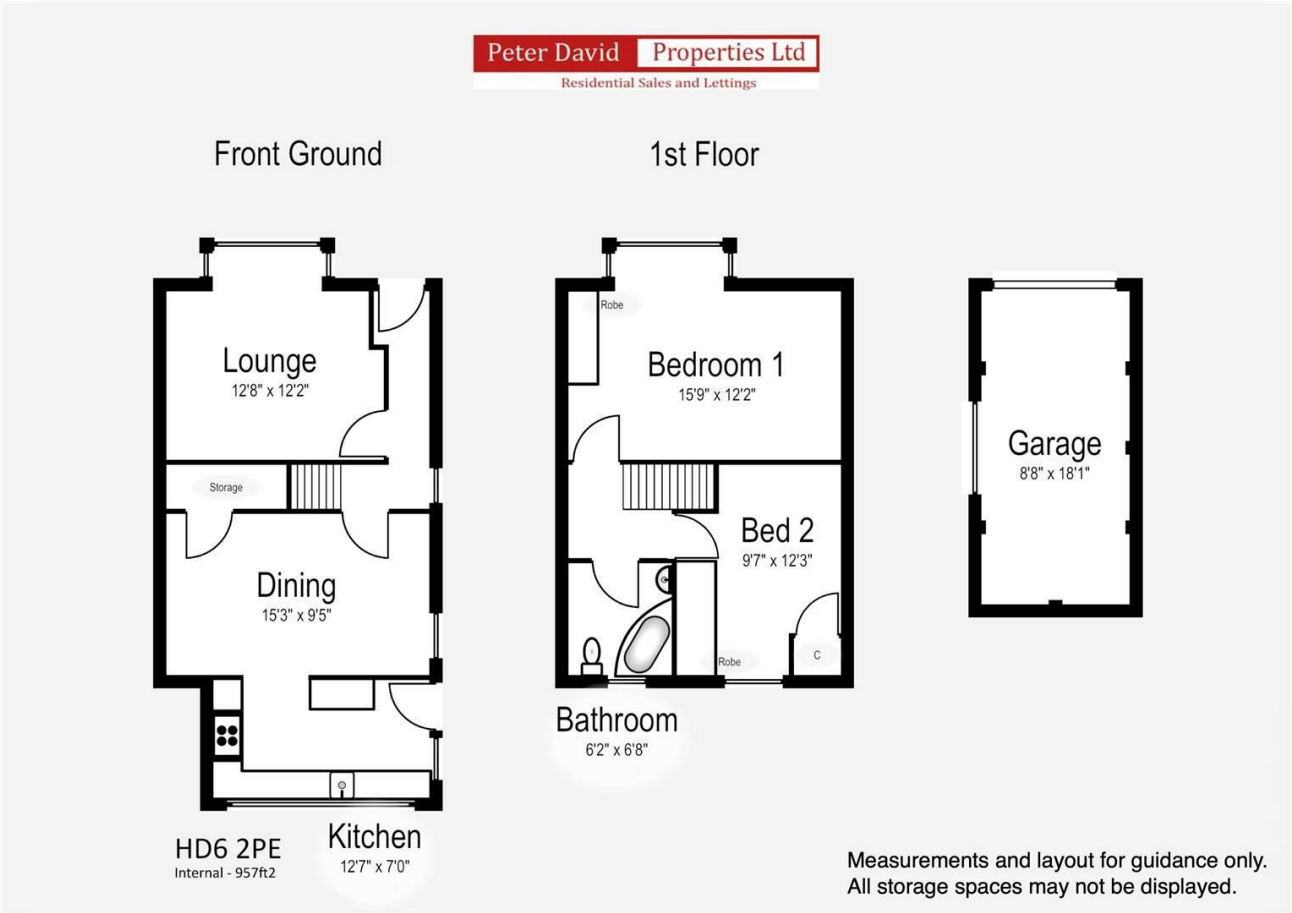 Peter David Properties Ltd
Residential Sales and Lettings
Front Ground
1st Floor
Lounge
12'8" x 12'2"
Storage
Dining
15'3" x 9'5"
Kitchen
12'7" x 7'0"
HD6 2PE
Internal - 957ft2
Robe
Bedroom 1
15'9" x 12'2"
Bed 2
9'7" x 12'3"
Robe
C
Bathroom
6'2" x 6'8"
Garage
8'8" x 18'1"
Measurements and layout for guidance only.
All storage spaces may not be displayed.